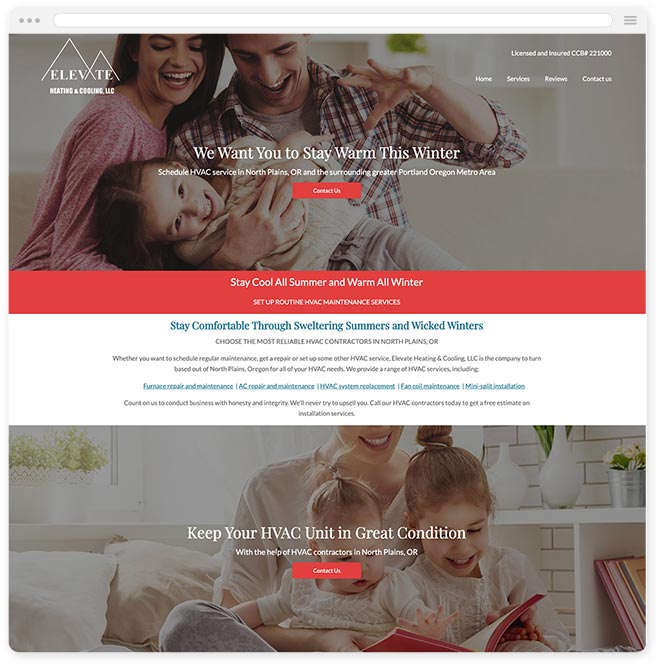 ELEVATE
HEATING & COOLING, LLC
Licensed and Insured CCB# 221000
Home Services Reviews Contact us
We Want You to Stay Warm This Winter
Schedule HVAC service in North Plains, OR and the surrounding greater Portland Oregon Metro Area
Contact Us
Stay Cool All Summer and Warm All Winter
SET UP ROUTINE HVAC MAINTENANCE SERVICES
Stay Comfortable Through Sweltering Summers and Wicked Winters
CHOOSE THE MOST RELIABLE HVAC CONTRACTORS IN NORTH PLAINS, OR
Whether you want to schedule regular maintenance, get a repair or set up some other HVAC service, Elevate Heating & Cooling, LLC is the company to turn
based out of North Plains, Oregon for all of your HVAC needs. We provide a range of HVAC services, including:
Furnace repair and maintenance | AC repair and maintenance | HVAC system replacement | Fan coil maintenance | Mini-split installation
Count on us to conduct business with honesty and integrity. We'll never try to upsell you. Call our HVAC contractors today to get a free estimate on
installation services.
Keep Your HVAC Unit in Great Condition
With the help of HVAC contractors in North Plains, OR
Contact Us